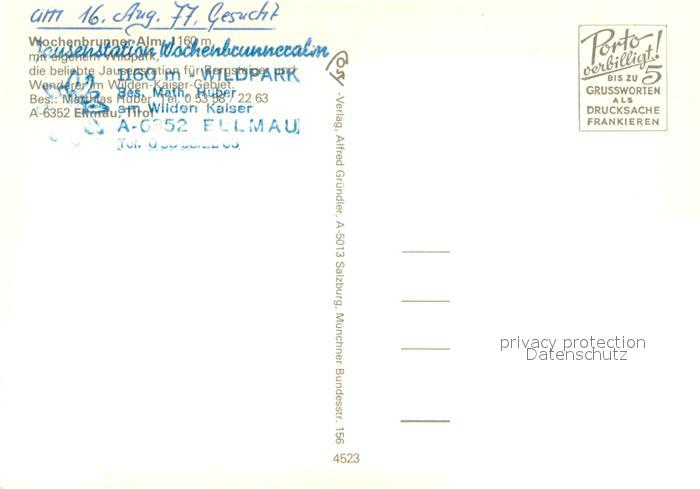 am 16. Aug. 77. Gesucht
Wochenbrunner-Alm, 1160 m,
mit eigenem Wildpark,
die beliebte Jausenstation für Bergsteiger und
Wanderer im Wilden-Kaiser-Gebiet.
Bes.: Matthias Huber, Tel. 0 53 58 / 22 63
A-6352 Ellmau, Tirol
Jausenstation Wochenbrunneralm
1160 m - WILDPARK
Bes. Math. Huber
am Wilden Kaiser
A-6352 ELLMAU
Tel.
-Verlag, Alfred Gründler, A-5013 Salzburg, Münchner Bundesstr. 156
4523
Porto
verbilligt!
BIS ZU 5
GRUSSWORTEN
ALS
DRUCKSACHE
FRANKIEREN
privacy protection
Datenschutz